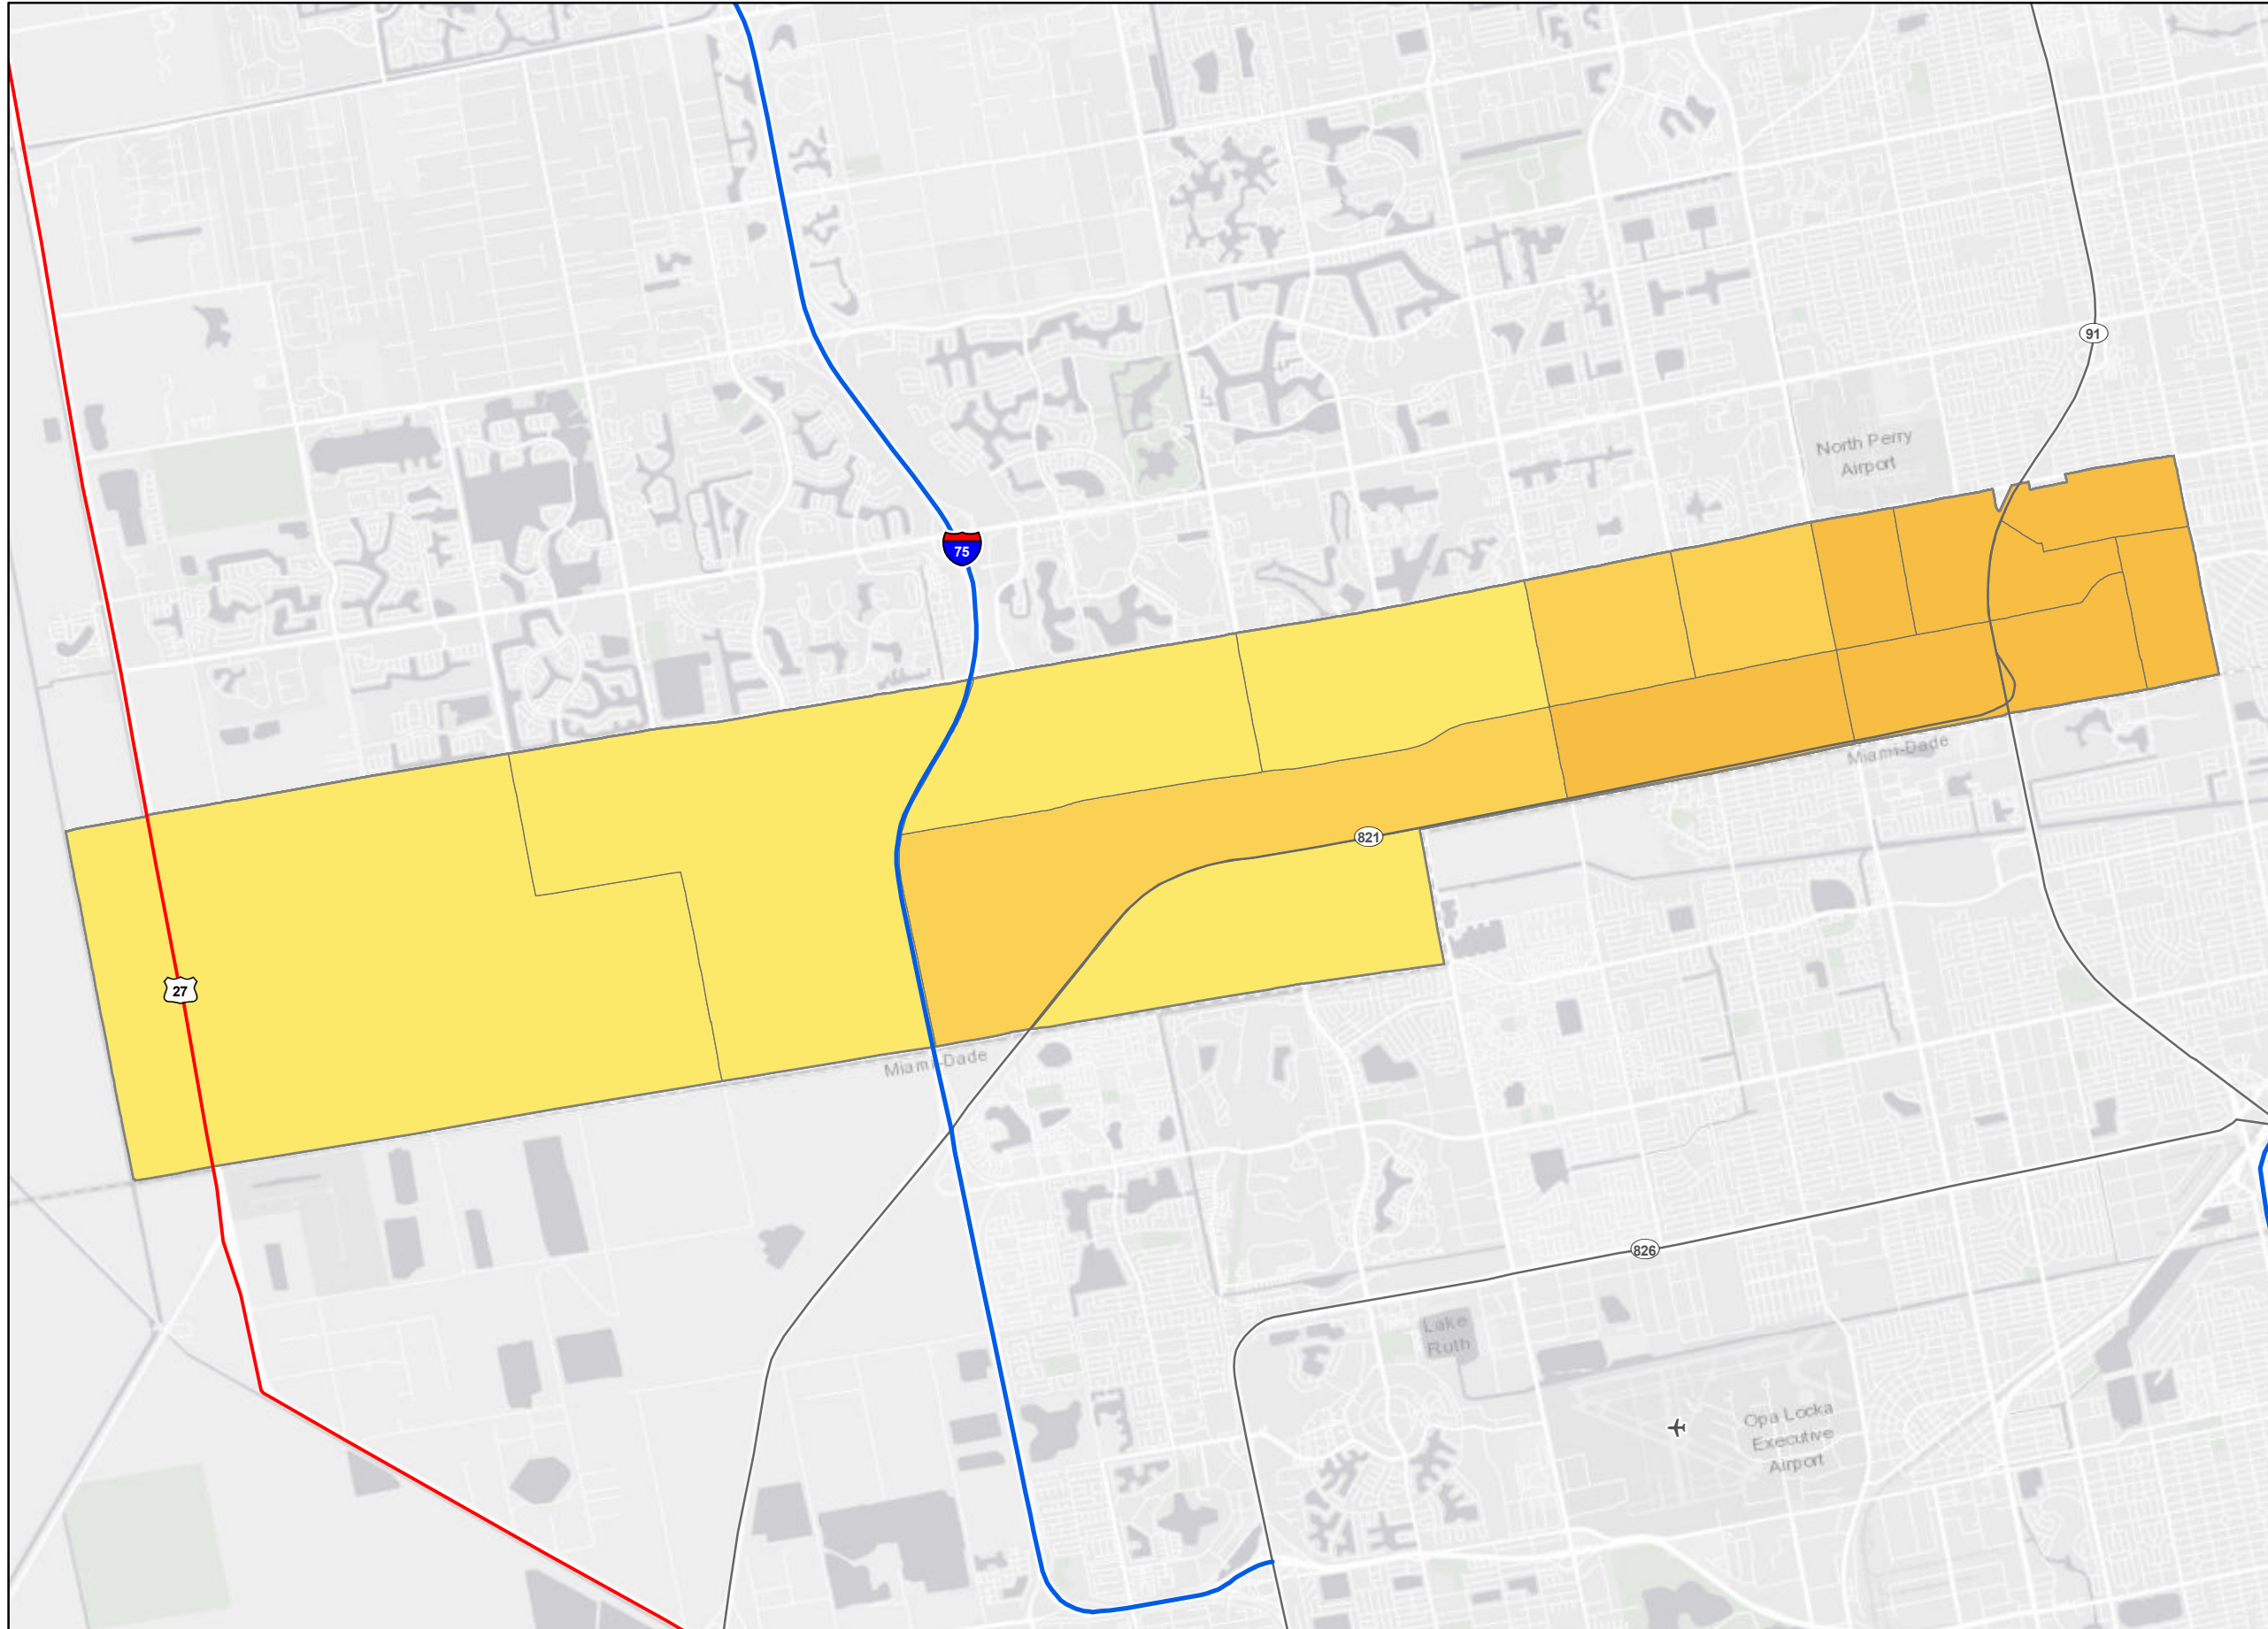 91
North Perry
Airport
75
Miami-Dade
821
27
Miami-Dade
826
Lake
Ruth
Opa Locka
Executive
Airport